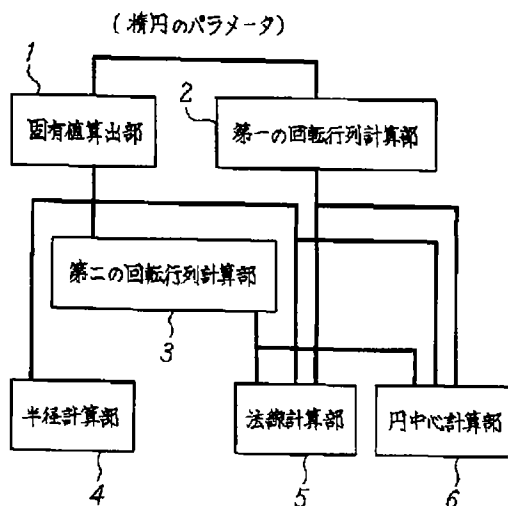 (楕円のパラメータ)
1
固有値算出部
2
第一の回転行列計算部
第二の回転行列計算部
3
半径計算部
4
法線計算部
5
円中心計算部
6